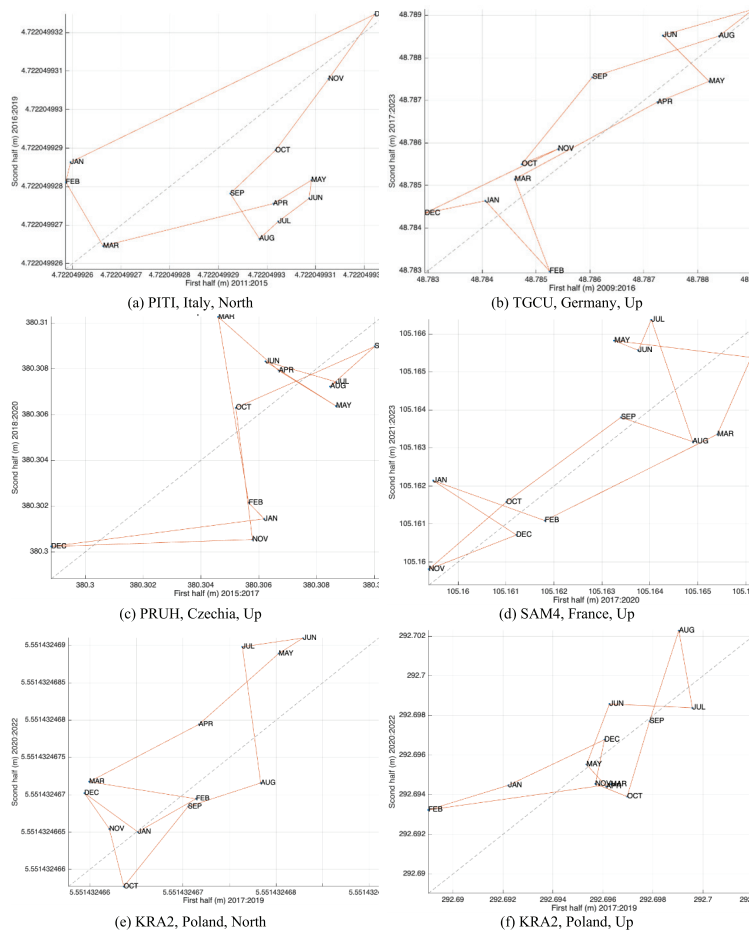 4.722049932
4.722049931
4.72204993
4.722049929
4.722049928
4.722049927
4.722049926
Scond half (m) 2016:2019
NOV
JAN
OCT
FEB
SEP
MAY
APR
JUN
JUL
AUG
MAR
4.722049926 4.722049927 4.722049928 4.722049929 4.72204993 4.722049931
First half (m) 2011:2015
(a) PITI, Italy, North
48.789
48.788
48.787
48.786
48.785
48.784
48.783
Scond half (m) 2017:2023
JUN
AUG
SEP
MAY
APR
NOV
OCT
MAR
JAN
DEC
FEB
48.783 48.784 48.785 48.786 48.787 48.788
First half (m) 2009:2016
(b) TGCU, Germany, Up
380.31
380.308
380.306
380.304
380.302
380.3
Scond half (m) 2018:2020
MAR
JUN
APR
JUL
AUG
OCT
MAY
FEB
JAN
NOV
DEC
380.3 380.302 380.304 380.306 380.308
First half (m) 2015:2017
(c) PRUH, Czechia, Up
105.166
105.165
105.164
105.163
105.162
105.161
105.16
Scond half (m) 2021:2023
JUL
MAY
JUN
SEP
MAR
AUG
JAN
OCT
FEB
DEC
NOV
105.16 105.161 105.162 105.163 105.164 105.165
First half (m) 2017:2020
(d) SAM4, France, Up
5.551432469
5.5514324685
5.551432468
5.5514324675
5.551432467
5.5514324665
5.551432466
Scond half (m) 2020:2022
JUN
JUL
MAY
APR
MAR
AUG
DEC
FEB
SEP
NOV
JAN
OCT
5.551432466 5.551432467 5.551432468
First half (m) 2017:2019
(e) KRA2, Poland, North
292.702
292.7
292.698
292.696
292.694
292.692
292.69
Scond half (m) 2020:2022
AUG
JUN
JUL
SEP
DEC
MAY
JAN
NOV
APR
MAR
OCT
FEB
292.69 292.692 292.694 292.696 292.698 292.7
First half (m) 2017:2019
(f) KRA2, Poland, Up